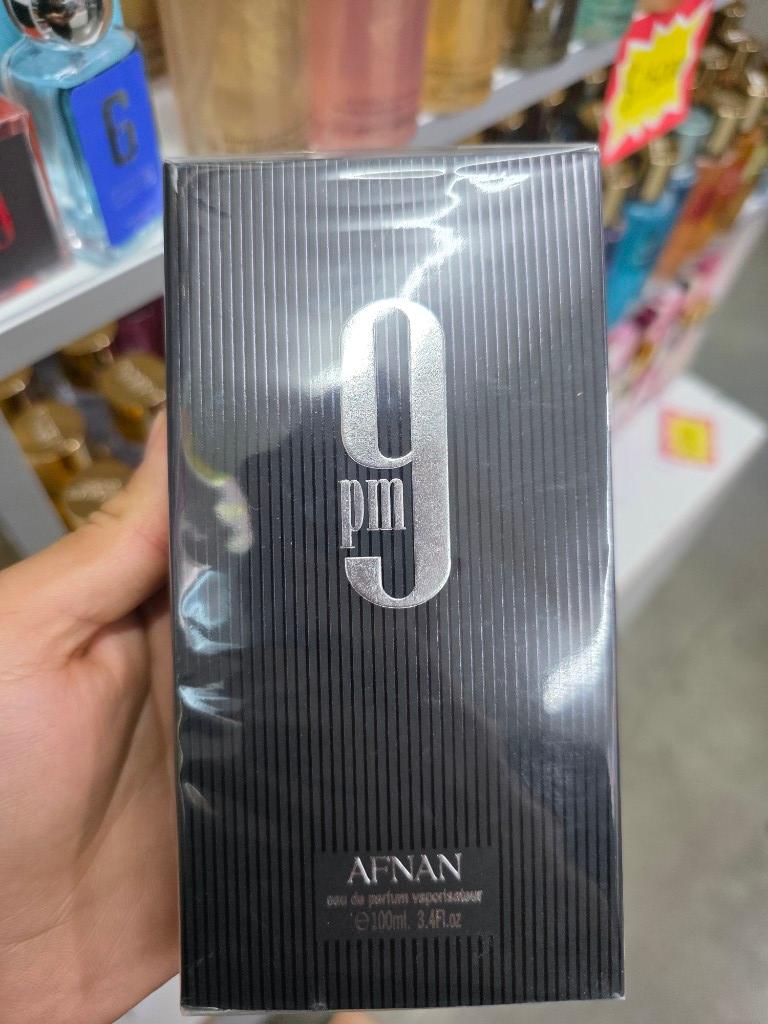 G
9
pm
AFNAN
eau de parfum vaporisateur
℮100ml. 3.4Fl.oz